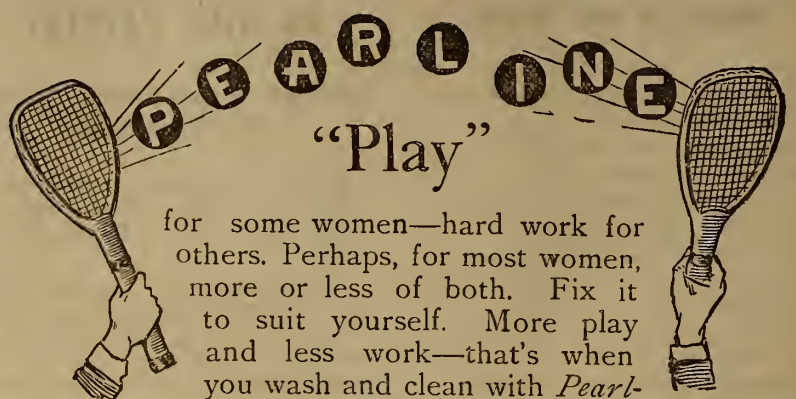 PEARLINE
“Play”
for some women—hard work for
others. Perhaps, for most women,
more or less of both. Fix it
to suit yourself. More play
and less work—that's when
you wash and clean with Pearl-